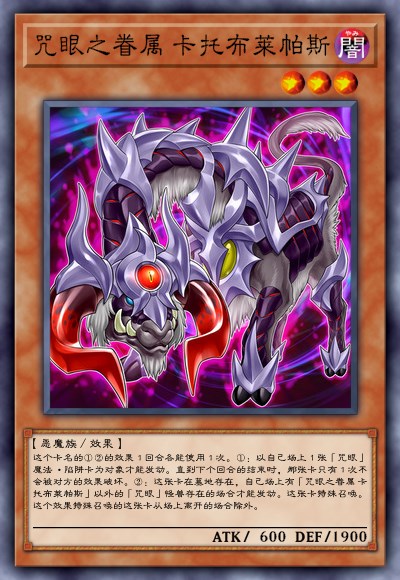 咒眼之眷属 卡托布莱帕斯
やみ
闇
【恶魔族／效果】
这个卡名的①②的效果1回合各能使用1次。①：以自己场上1张「咒眼」
魔法·陷阱卡为对象才能发动。直到下个回合的结束时，那张卡只有1次不
会被对方的效果破坏。②：这张卡在墓地存在，自己场上有「咒眼之眷属 卡
托布莱帕斯」以外的「咒眼」怪兽存在的场合才能发动。这张卡特殊召唤。
这个效果特殊召唤的这张卡从场上离开的场合除外。
ATK/ 600 DEF/1900